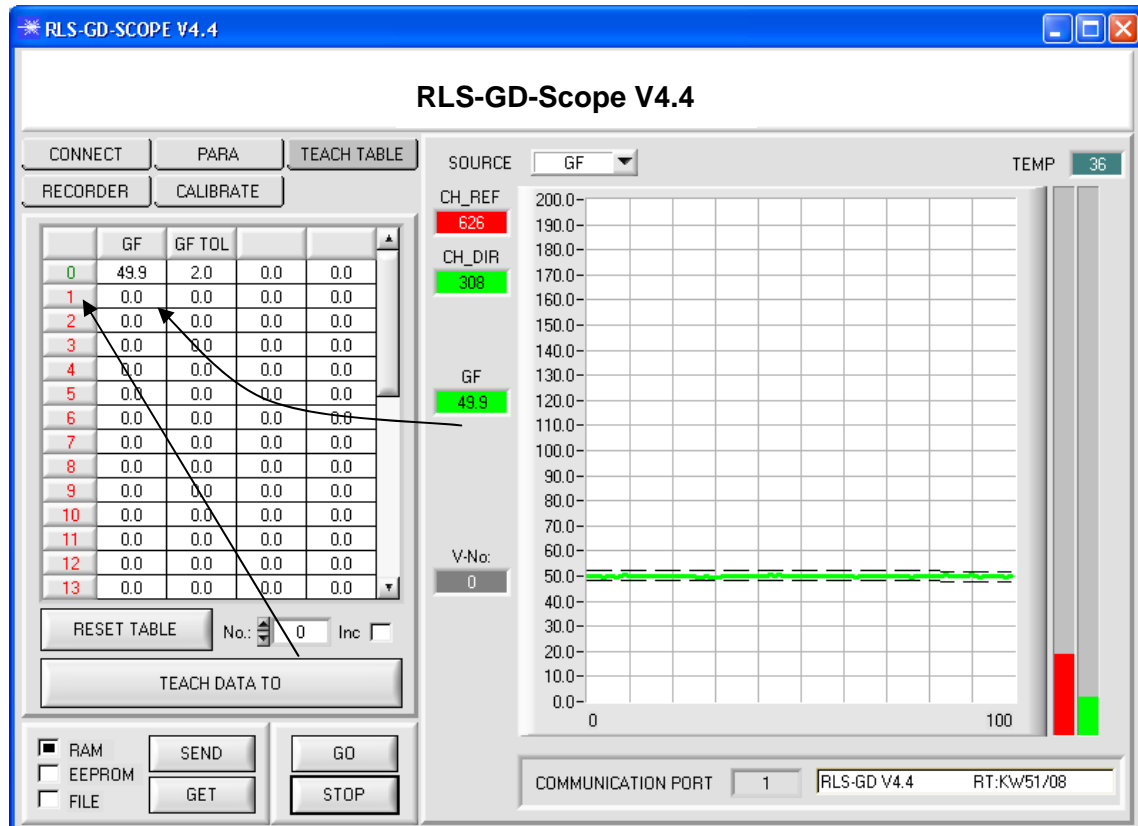 RLS-GD-SCOPE V4.4
RLS-GD-Scope V4.4
CONNECT PARA TEACH TABLE
RECORDER CALIBRATE
GF GF TOL
0 49.9 2.0 0.0 0.0
1 0.0 0.0 0.0 0.0
2 0.0 0.0 0.0 0.0
3 0.0 0.0 0.0 0.0
4 0.0 0.0 0.0 0.0
5 0.0 0.0 0.0 0.0
6 0.0 0.0 0.0 0.0
7 0.0 0.0 0.0 0.0
8 0.0 0.0 0.0 0.0
9 0.0 0.0 0.0 0.0
10 0.0 0.0 0.0 0.0
11 0.0 0.0 0.0 0.0
12 0.0 0.0 0.0 0.0
13 0.0 0.0 0.0 0.0
RESET TABLE No.: 0 Inc
TEACH DATA TO
RAM
EEPROM
FILE
SEND
GET
GO
STOP
SOURCE GF
TEMP 36
CH_REF
626
CH_DIR
308
GF
49.9
V-No:
0
200.0
190.0
180.0
170.0
160.0
150.0
140.0
130.0
120.0
110.0
100.0
90.0
80.0
70.0
60.0
50.0
40.0
30.0
20.0
10.0
0.0
0 100
COMMUNICATION PORT 1 RLS-GD V4.4 RT:KW51/08